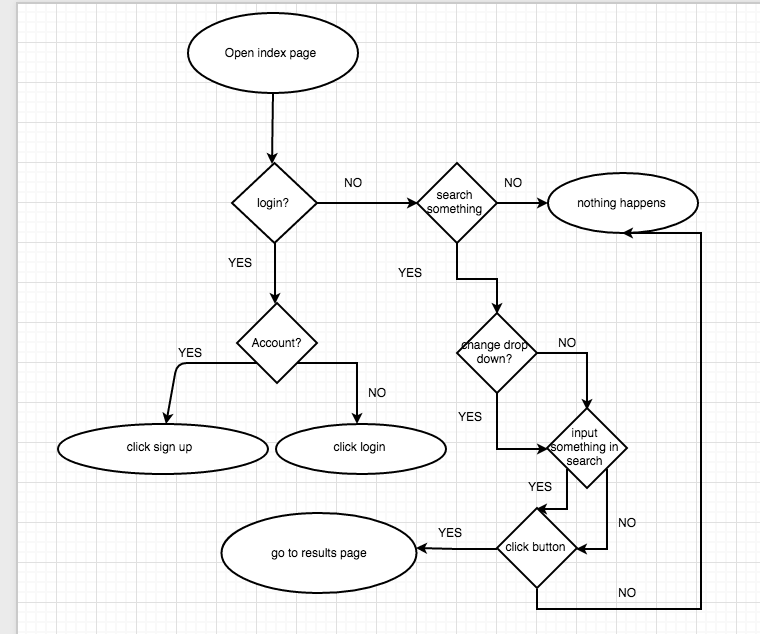 Open index page
login?
NO
search
something
NO
nothing happens
YES
YES
Account?
change drop
down?
NO
YES
NO
YES
click sign up
click login
input
something in
search
YES
NO
click button
YES
go to results page
NO